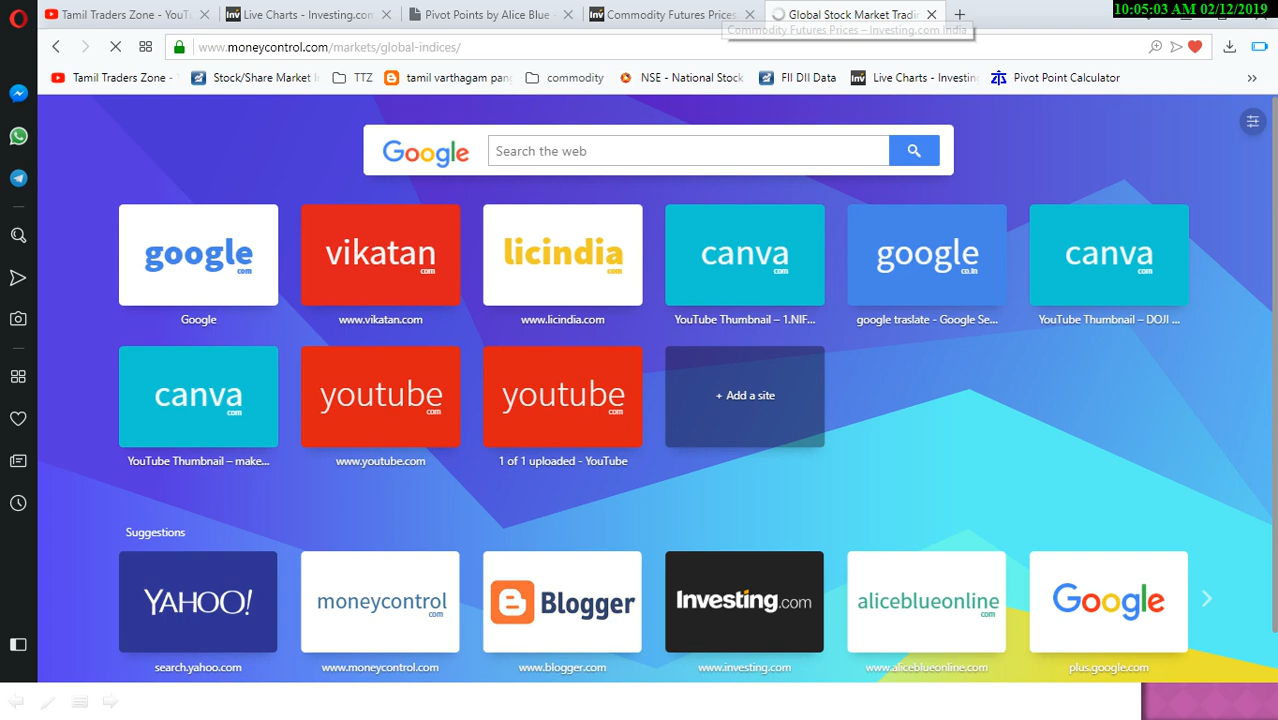 10:05:03 AM 02/12/2019
Tamil Traders Zone - YouTu
Live Charts - Investing.com
Pivot Points by Alice Blue -
Commodity Futures Prices
Global Stock Market Tradin
Commodity Futures Prices – Investing.com India
www.moneycontrol.com/markets/global-indices/
Tamil Traders Zone -
Stock/Share Market I
TTZ
tamil varthagam pan
commodity
NSE - National Stock
FII DII Data
Inv Live Charts - Investin
Pivot Point Calculator
Google
Search the web
google
com
vikatan
com
licindia
com
canva
com
google
co.in
canva
com
Google
www.vikatan.com
www.licindia.com
YouTube Thumbnail – 1.NIF...
google traslate - Google Se...
YouTube Thumbnail – DOJI ...
canva
com
youtube
com
youtube
com
+ Add a site
YouTube Thumbnail – make...
www.youtube.com
1 of 1 uploaded - YouTube
Suggestions
YAHOO!
moneycontrol
com
Blogger
Investing.com
aliceblueonline
com
Google
search.yahoo.com
www.moneycontrol.com
www.blogger.com
www.investing.com
www.aliceblueonline.com
plus.google.com